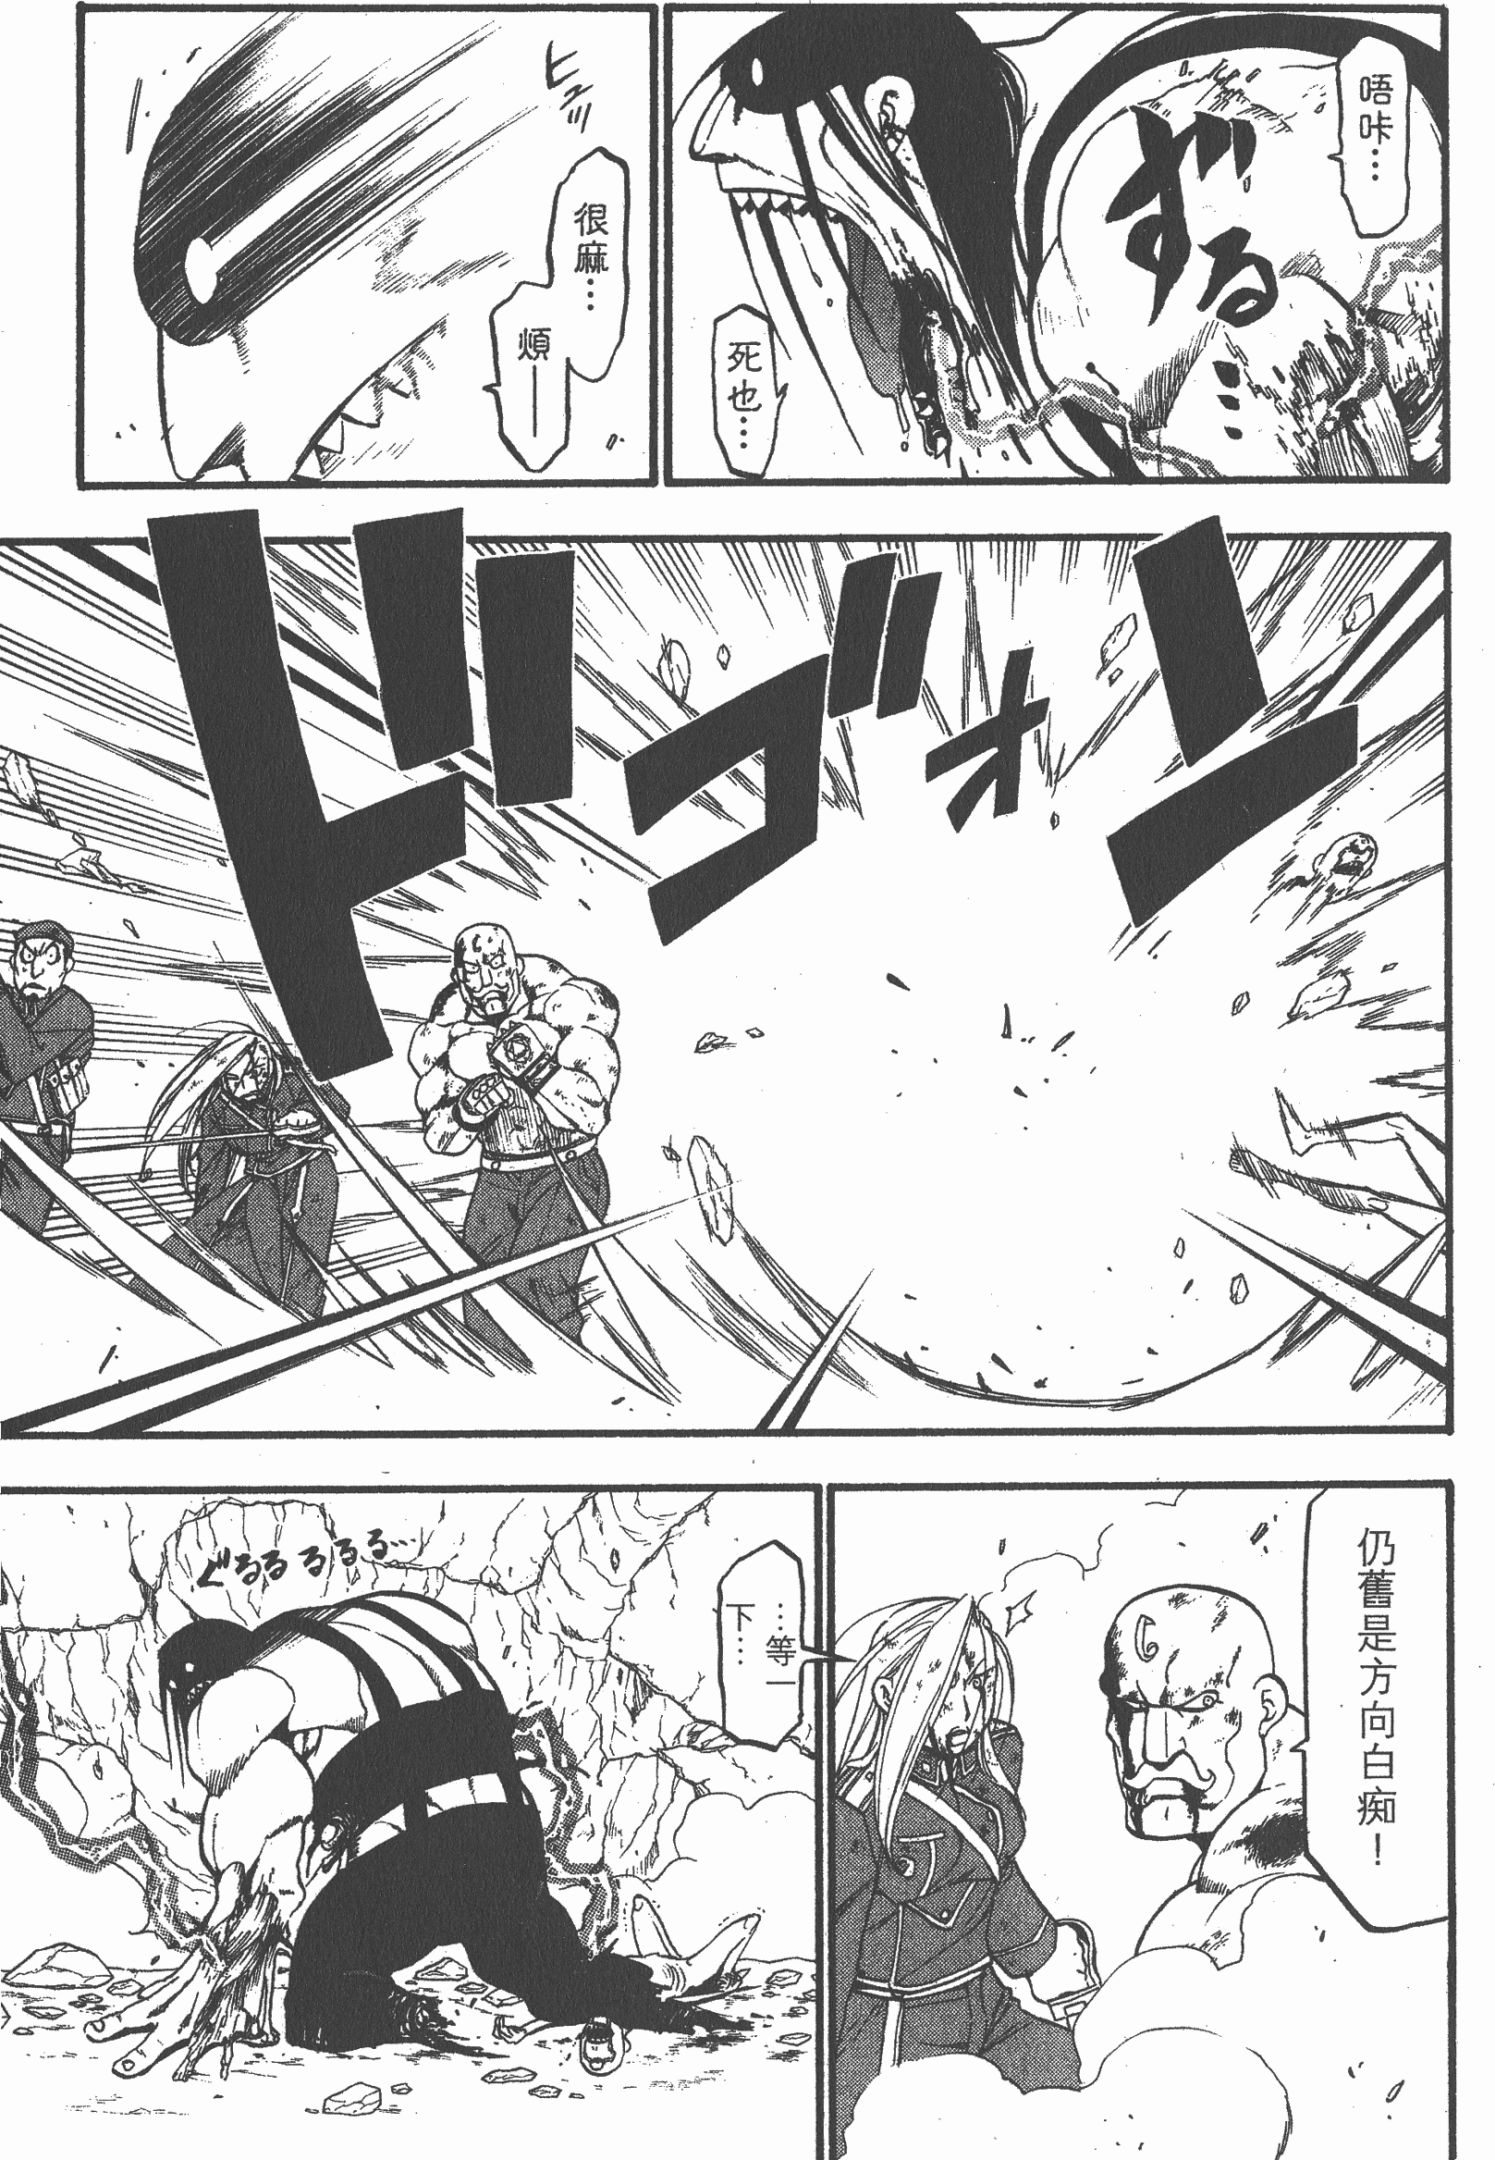 唔咔…
ずる…
死也…
ヒュッ
很麻…
煩——
ドゴォン
仍舊是方向白痴！
…等一
下…
ぐるるるるる…